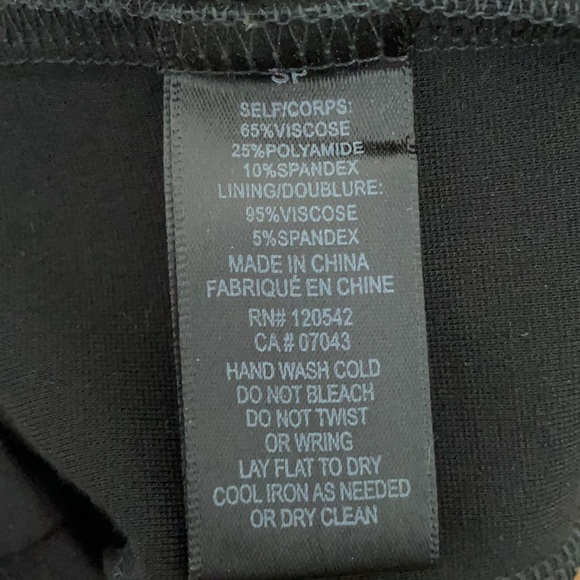 SP
SELF/CORPS:
65%VISCOSE
25%POLYAMIDE
10%SPANDEX
LINING/DOUBLURE:
95%VISCOSE
5%SPANDEX
MADE IN CHINA
FABRIQUÉ EN CHINE
RN# 120542
CA# 07043
HAND WASH COLD
DO NOT BLEACH
DO NOT TWIST
OR WRING
LAY FLAT TO DRY
COOL IRON AS NEEDED
OR DRY CLEAN